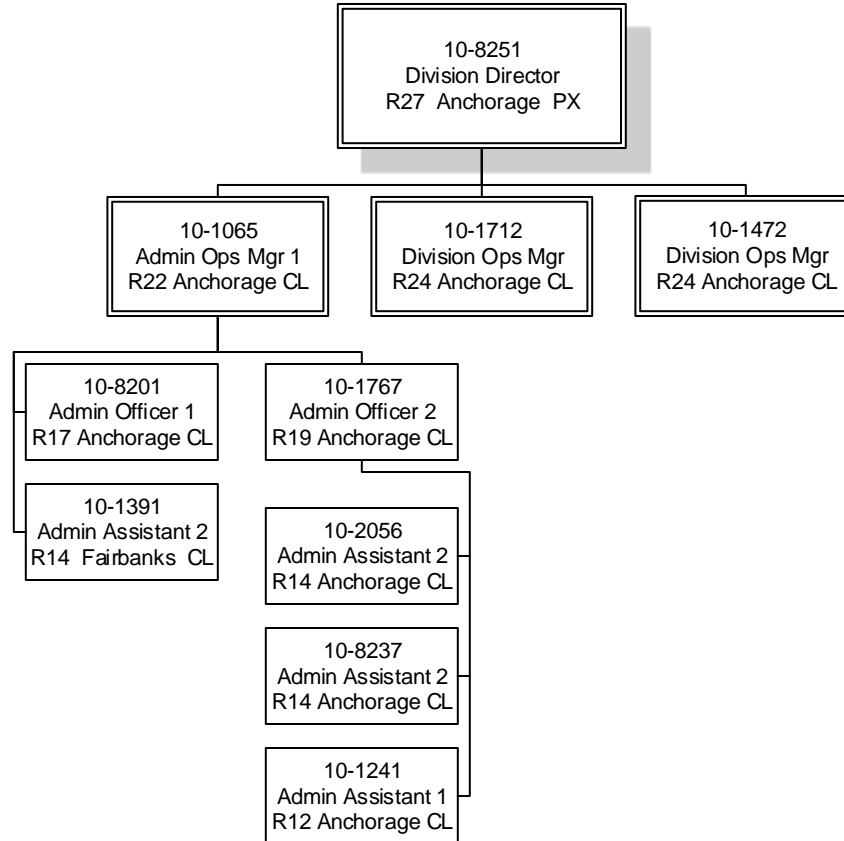 10-8251
Division Director
R27 Anchorage PX
10-1065
Admin Ops Mgr 1
R22 Anchorage CL
10-1712
Division Ops Mgr
R24 Anchorage CL
10-1472
Division Ops Mgr
R24 Anchorage CL
10-8201
Admin Officer 1
R17 Anchorage CL
10-1767
Admin Officer 2
R19 Anchorage CL
10-1391
Admin Assistant 2
R14 Fairbanks CL
10-2056
Admin Assistant 2
R14 Anchorage CL
10-8237
Admin Assistant 2
R14 Anchorage CL
10-1241
Admin Assistant 1
R12 Anchorage CL